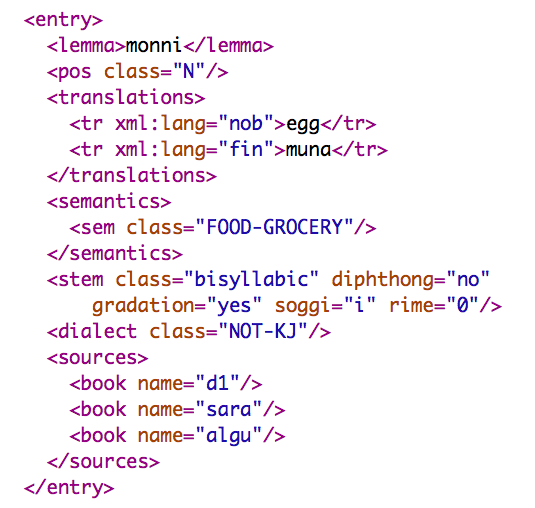 <entry>
  <lemma>monni</lemma>
  <pos class="N"/>
  <translations>
    <tr xml:lang="nob">egg</tr>
    <tr xml:lang="fin">muna</tr>
  </translations>
  <semantics>
    <sem class="FOOD-GROCERY"/>
  </semantics>
  <stem class="bisyllabic" diphthong="no"
      gradation="yes" soggi="i" rime="0"/>
  <dialect class="NOT-KJ"/>
  <sources>
    <book name="d1"/>
    <book name="sara"/>
    <book name="algu"/>
  </sources>
</entry>